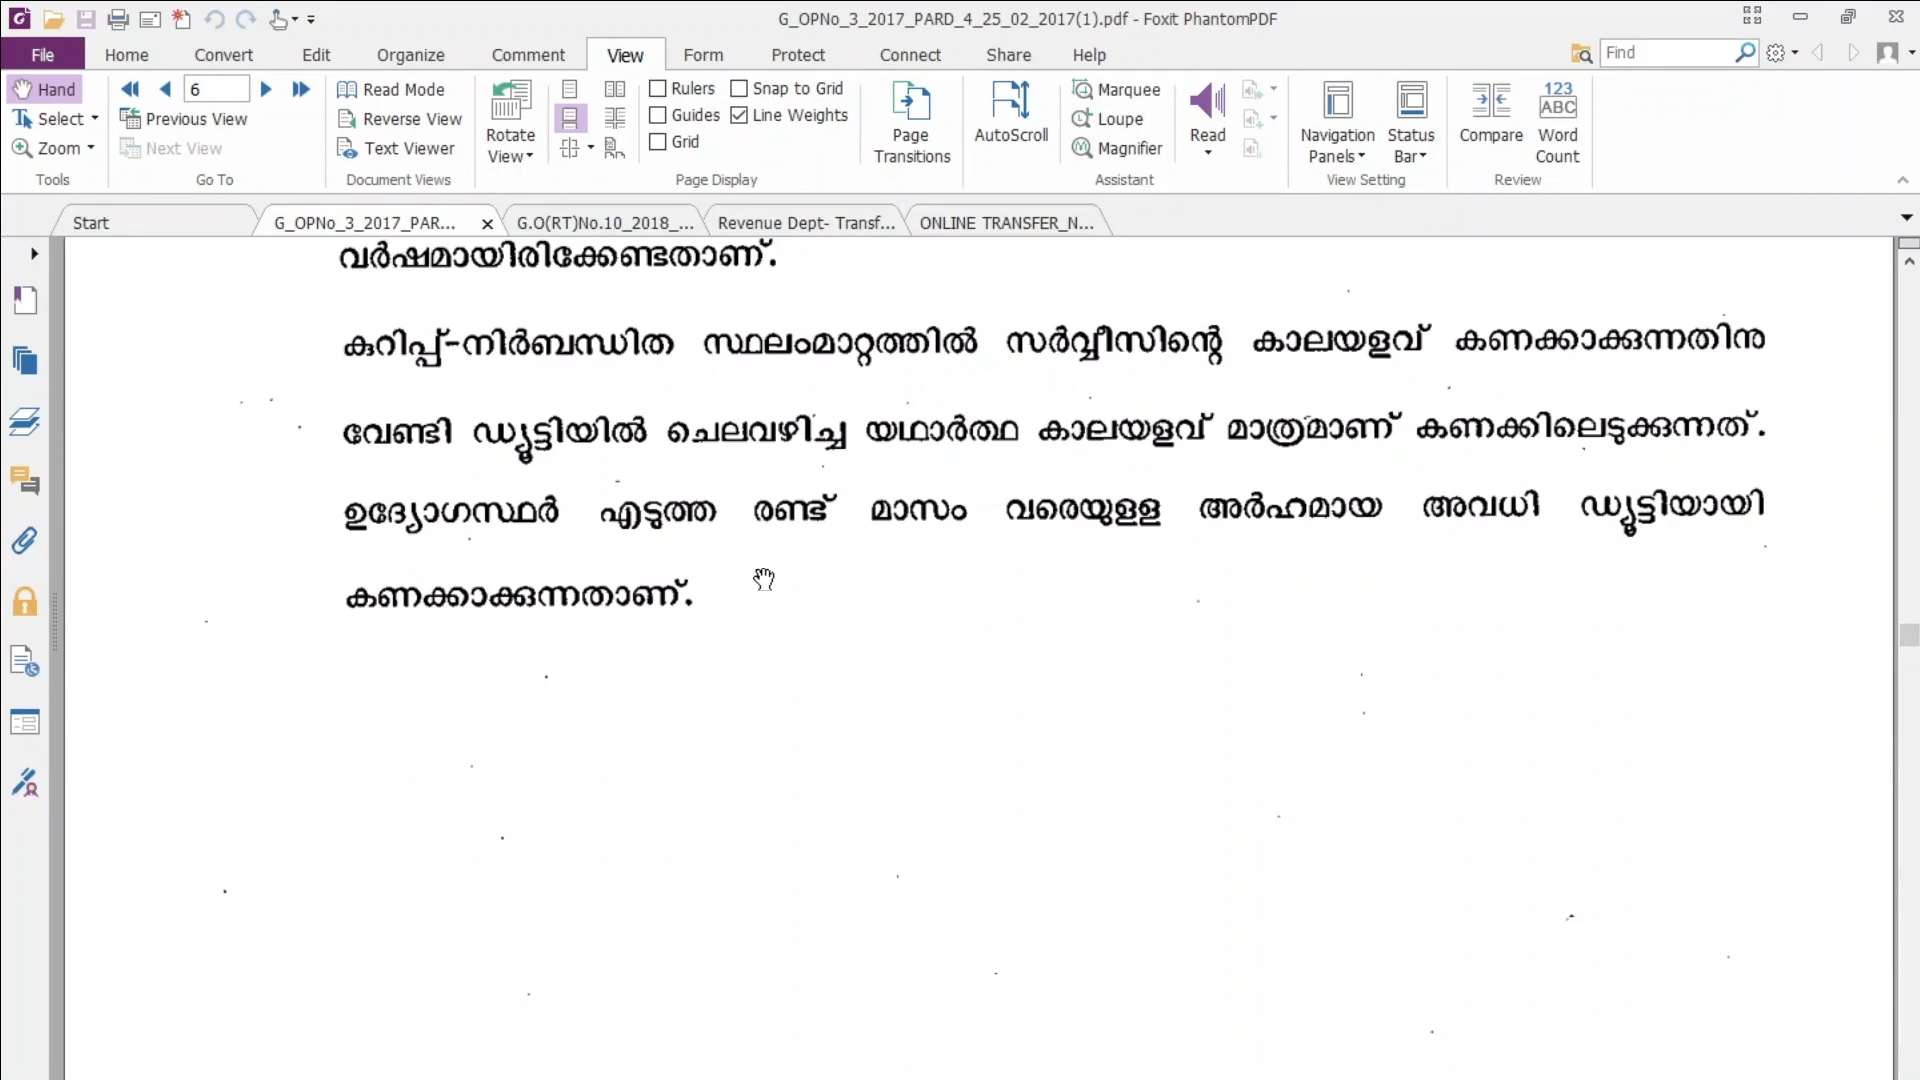 G_OPNo_3_2017_PARD_4_25_02_2017(1).pdf - Foxit PhantomPDF
File Home Convert Edit Organize Comment View Form Protect Connect Share Help Find
Hand 6 Read Mode Rulers Snap to Grid Marquee 123
Select Previous View Reverse View Guides Line Weights Loupe ABC
Zoom Next View Text Viewer Grid Magnifier
Rotate View Page Transitions AutoScroll Read Navigation Panels Status Bar Compare Word Count
Tools Go To Document Views Page Display Assistant View Setting Review
Start G_OPNo_3_2017_PAR... G.O(RT)No.10_2018_... Revenue Dept- Transf... ONLINE TRANSFER_N...
വർഷമായിരിക്കേണ്ടതാണ്.
കുറിപ്പ്-നിർബന്ധിത സ്ഥലംമാറ്റത്തിൽ സർവ്വീസിന്റെ കാലയളവ് കണക്കാക്കുന്നതിനു
വേണ്ടി ഡ്യൂട്ടിയിൽ ചെലവഴിച്ച യഥാർത്ഥ കാലയളവ് മാത്രമാണ് കണക്കിലെടുക്കുന്നത്.
ഉദ്യോഗസ്ഥർ എടുത്ത രണ്ട് മാസം വരെയുളള അർഹമായ അവധി ഡ്യൂട്ടിയായി
കണക്കാക്കുന്നതാണ്.